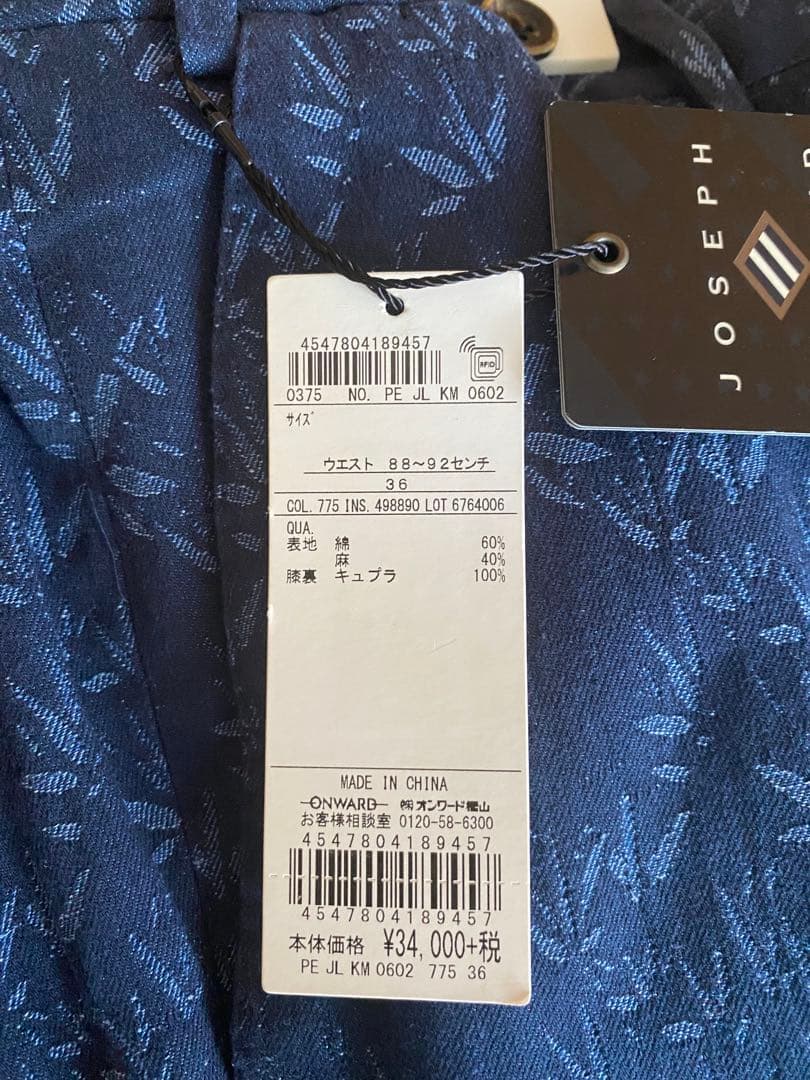 4547804189457
RFID
0375 NO. PE JL KM 0602
サイズ
ウエスト 88～92センチ
36
COL. 775 INS. 498890 LOT 6764006
QUA.
表地 綿 60%
麻 40%
膝裏 キュプラ 100%
MADE IN CHINA
ONWARD ㈱オンワード樫山
お客様相談室 0120-58-6300
4547804189457
4547804189457
本体価格 ¥34,000+税
PE JL KM 0602 775 36
JOSEPH